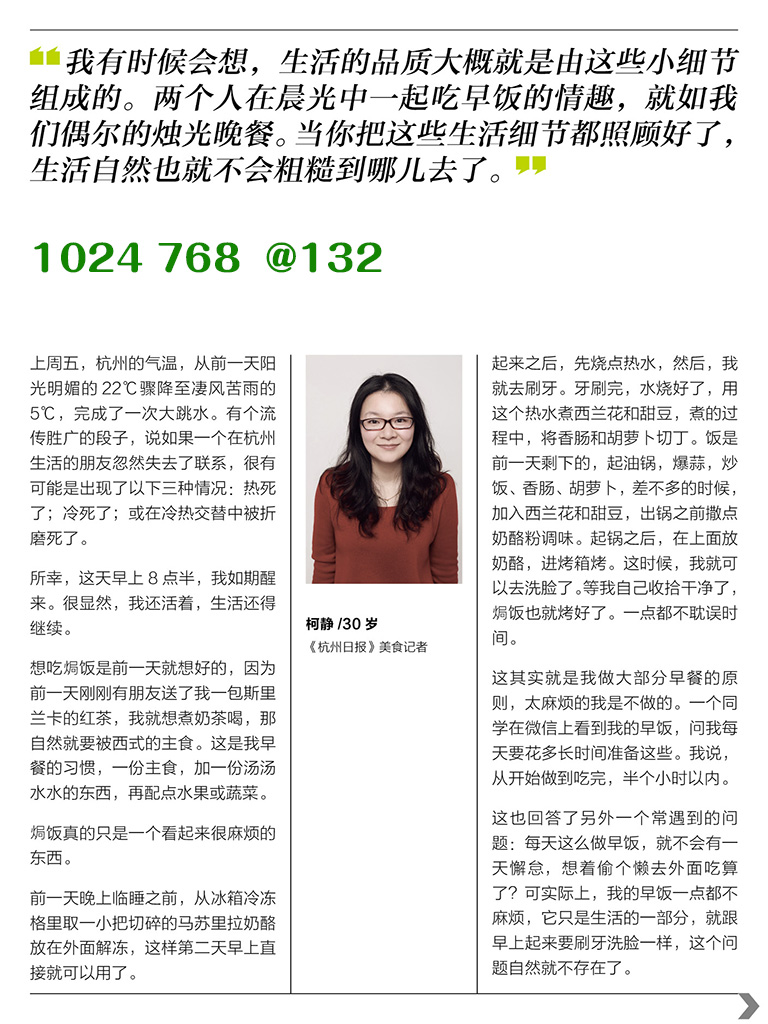 “我有时候会想，生活的品质大概就是由这些小细节
组成的。两个人在晨光中一起吃早饭的情趣，就如我
们偶尔的烛光晚餐。当你把这些生活细节都照顾好了，
生活自然也就不会粗糙到哪儿去了。”
1024 768 @132
上周五，杭州的气温，从前一天阳
光明媚的 22℃骤降至凄风苦雨的
5℃，完成了一次大跳水。有个流
传胜广的段子，说如果一个在杭州
生活的朋友忽然失去了联系，很有
可能是出现了以下三种情况：热死
了；冷死了；或在冷热交替中被折
磨死了。
所幸，这天早上 8 点半，我如期醒
来。很显然，我还活着，生活还得
继续。
想吃焗饭是前一天就想好的，因为
前一天刚刚有朋友送了我一包斯里
兰卡的红茶，我就想煮奶茶喝，那
自然就要被西式的主食。这是我早
餐的习惯，一份主食，加一份汤汤
水水的东西，再配点水果或蔬菜。
焗饭真的只是一个看起来很麻烦的
东西。
前一天晚上临睡之前，从冰箱冷冻
格里取一小把切碎的马苏里拉奶酪
放在外面解冻，这样第二天早上直
接就可以用了。
柯静 /30 岁
《杭州日报》美食记者
起来之后，先烧点热水，然后，我
就去刷牙。牙刷完，水烧好了，用
这个热水煮西兰花和甜豆，煮的过
程中，将香肠和胡萝卜切丁。饭是
前一天剩下的，起油锅，爆蒜，炒
饭、香肠、胡萝卜，差不多的时候，
加入西兰花和甜豆，出锅之前撒点
奶酪粉调味。起锅之后，在上面放
奶酪，进烤箱烤。这时候，我就可
以去洗脸了。等我自己收拾干净了，
焗饭也就烤好了。一点都不耽误时
间。
这其实就是我做大部分早餐的原
则，太麻烦的我是不做的。一个同
学在微信上看到我的早饭，问我每
天要花多长时间准备这些。我说，
从开始做到吃完，半个小时以内。
这也回答了另外一个常遇到的问
题：每天这么做早饭，就不会有一
天懈怠，想着偷个懒去外面吃算
了？可实际上，我的早饭一点都不
麻烦，它只是生活的一部分，就跟
早上起来要刷牙洗脸一样，这个问
题自然就不存在了。